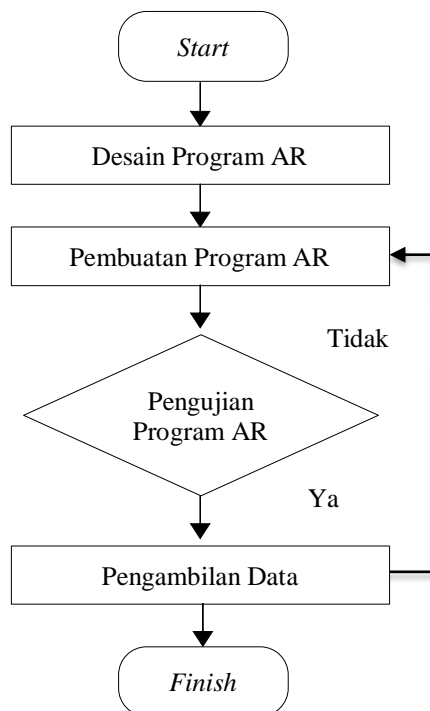 Start
Desain Program AR
Pembuatan Program AR
Tidak
Pengujian
Program AR
Ya
Pengambilan Data
Finish